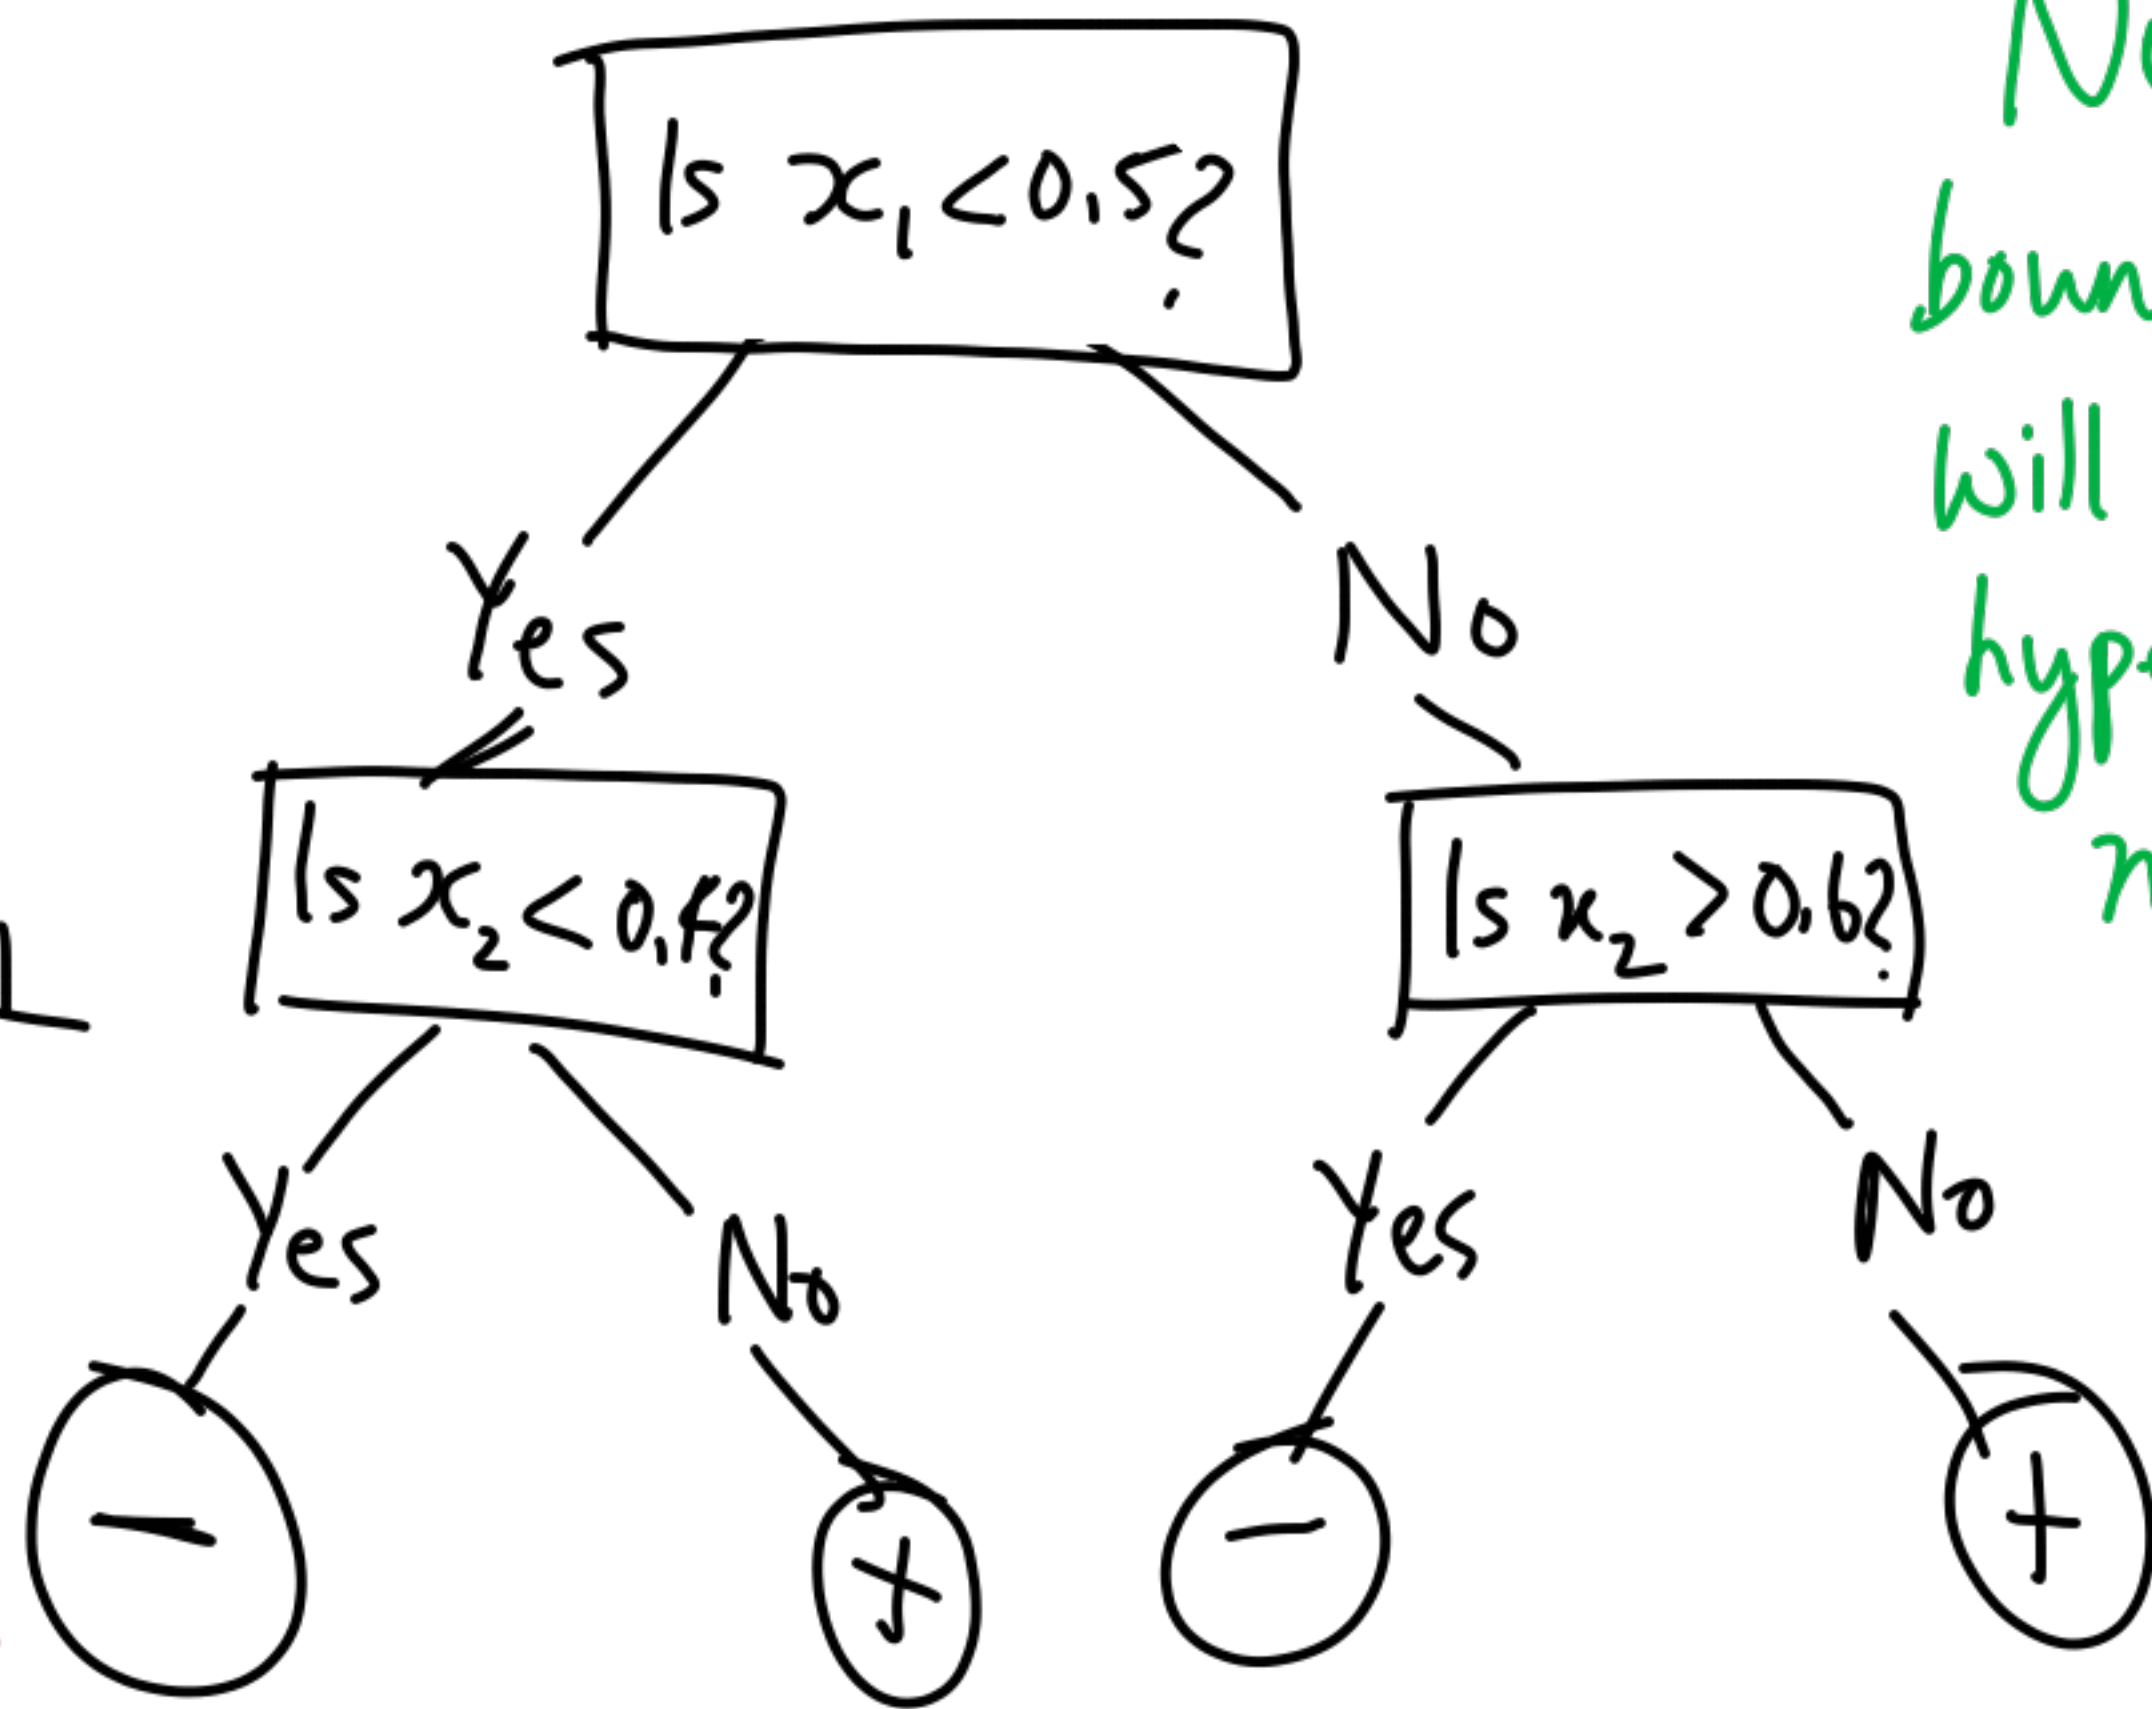 Is x₁ < 0,5?
Yes
No
Is x₂ < 0,4?
Is x₂ > 0,6?
Yes
No
Yes
No
−
+
−
+
will